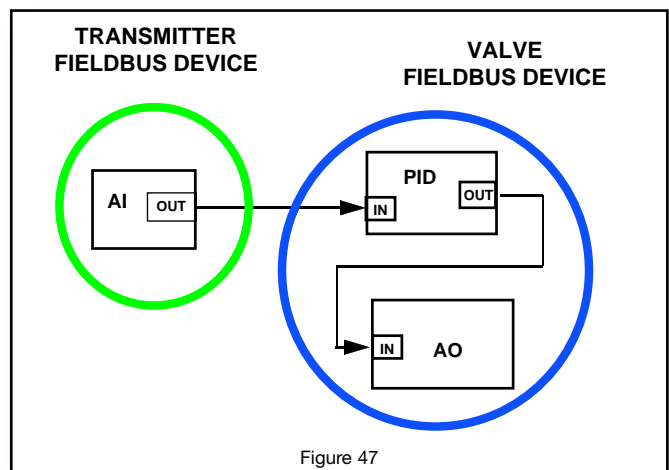 TRANSMITTER
FIELDBUS DEVICE
VALVE
FIELDBUS DEVICE
AI
OUT
PID
IN
OUT
IN
AO
Figure 47